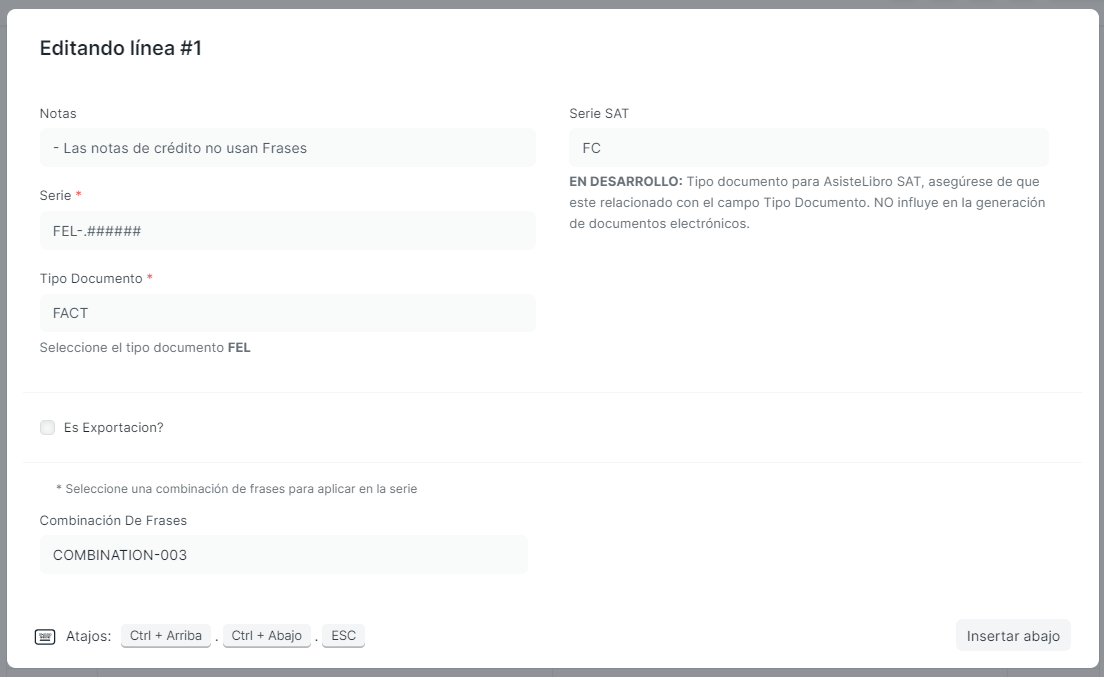 Editando línea #1
Notas
- Las notas de crédito no usan Frases
Serie *
FEL-.######
Tipo Documento *
FACT
Seleccione el tipo documento FEL
Serie SAT
FC
EN DESARROLLO: Tipo documento para AsisteLibro SAT, asegúrese de que
este relacionado con el campo Tipo Documento. NO influye en la generación
de documentos electrónicos.
Es Exportacion?
* Seleccione una combinación de frases para aplicar en la serie
Combinación De Frases
COMBINATION-003
Atajos: Ctrl + Arriba . Ctrl + Abajo . ESC
Insertar abajo